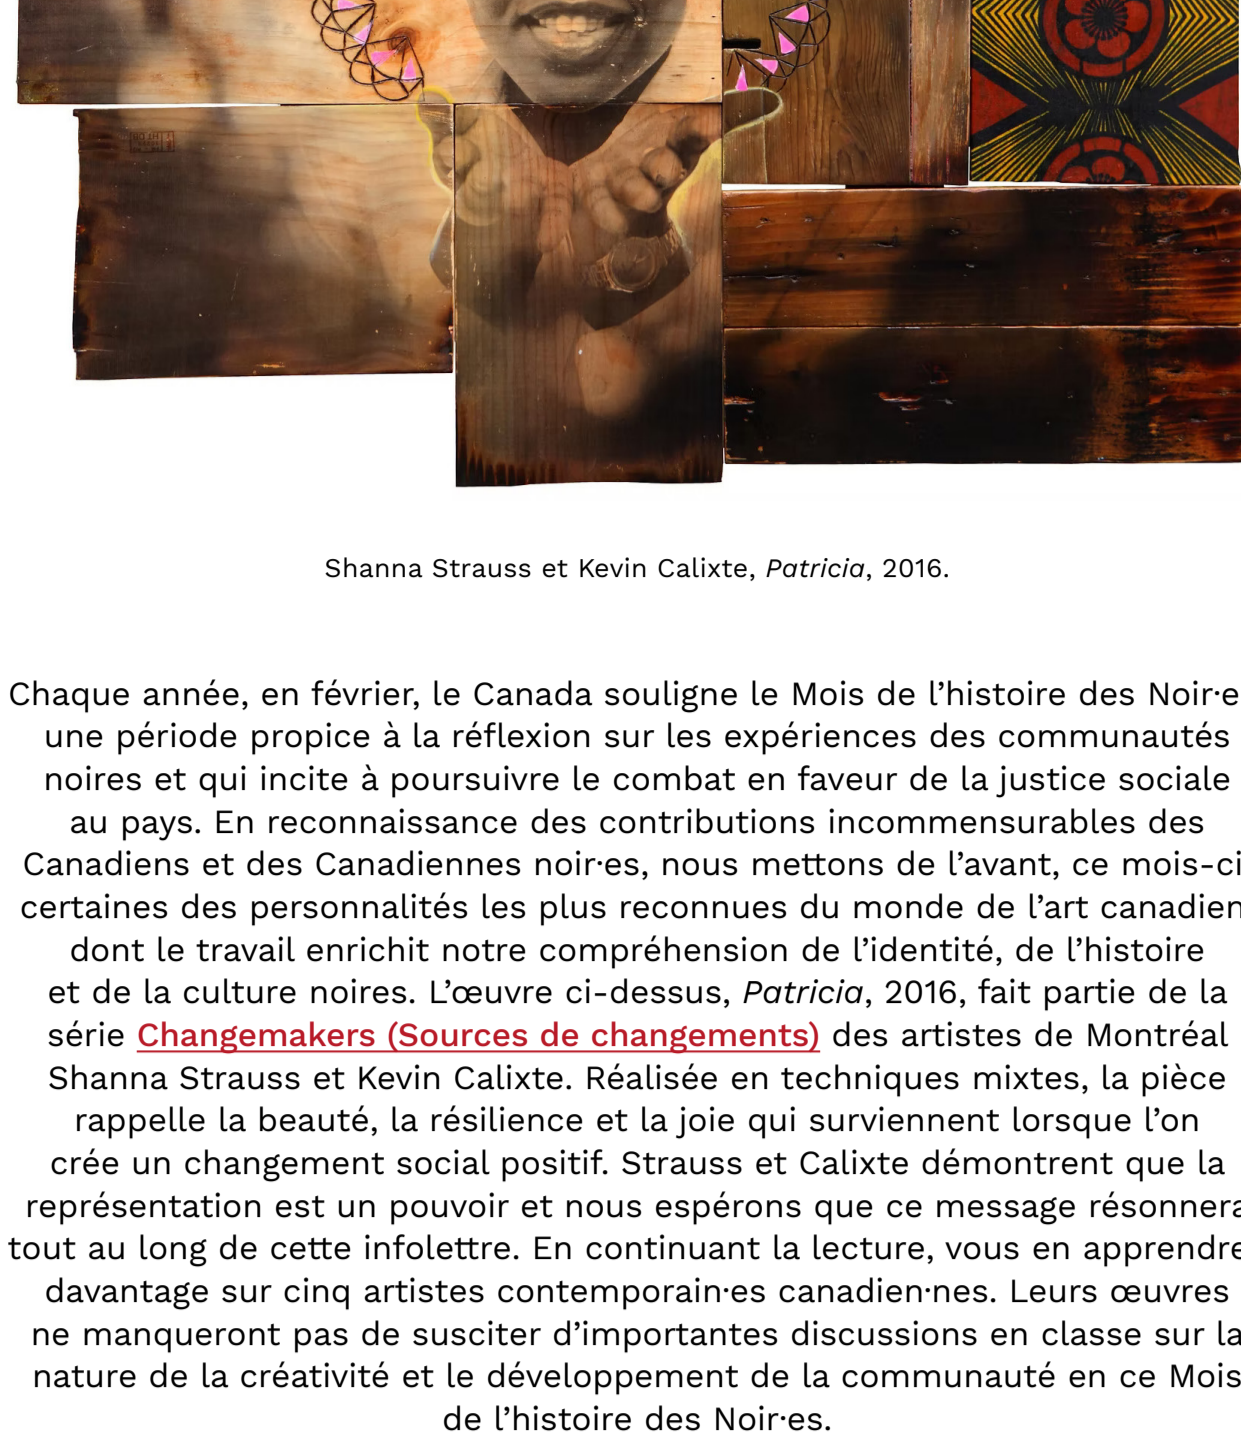 Shanna Strauss et Kevin Calixte, Patricia, 2016.
Chaque année, en février, le Canada souligne le Mois de l’histoire des Noir·e
une période propice à la réflexion sur les expériences des communautés
noires et qui incite à poursuivre le combat en faveur de la justice sociale
au pays. En reconnaissance des contributions incommensurables des
Canadiens et des Canadiennes noir·es, nous mettons de l’avant, ce mois-ci
certaines des personnalités les plus reconnues du monde de l’art canadien
dont le travail enrichit notre compréhension de l’identité, de l’histoire
et de la culture noires. L’œuvre ci-dessus, Patricia, 2016, fait partie de la
série Changemakers (Sources de changements) des artistes de Montréal
Shanna Strauss et Kevin Calixte. Réalisée en techniques mixtes, la pièce
rappelle la beauté, la résilience et la joie qui surviennent lorsque l’on
crée un changement social positif. Strauss et Calixte démontrent que la
représentation est un pouvoir et nous espérons que ce message résonnera
tout au long de cette infolettre. En continuant la lecture, vous en apprendre
davantage sur cinq artistes contemporain·es canadien·nes. Leurs œuvres
ne manqueront pas de susciter d’importantes discussions en classe sur la
nature de la créativité et le développement de la communauté en ce Mois
de l’histoire des Noir·es.